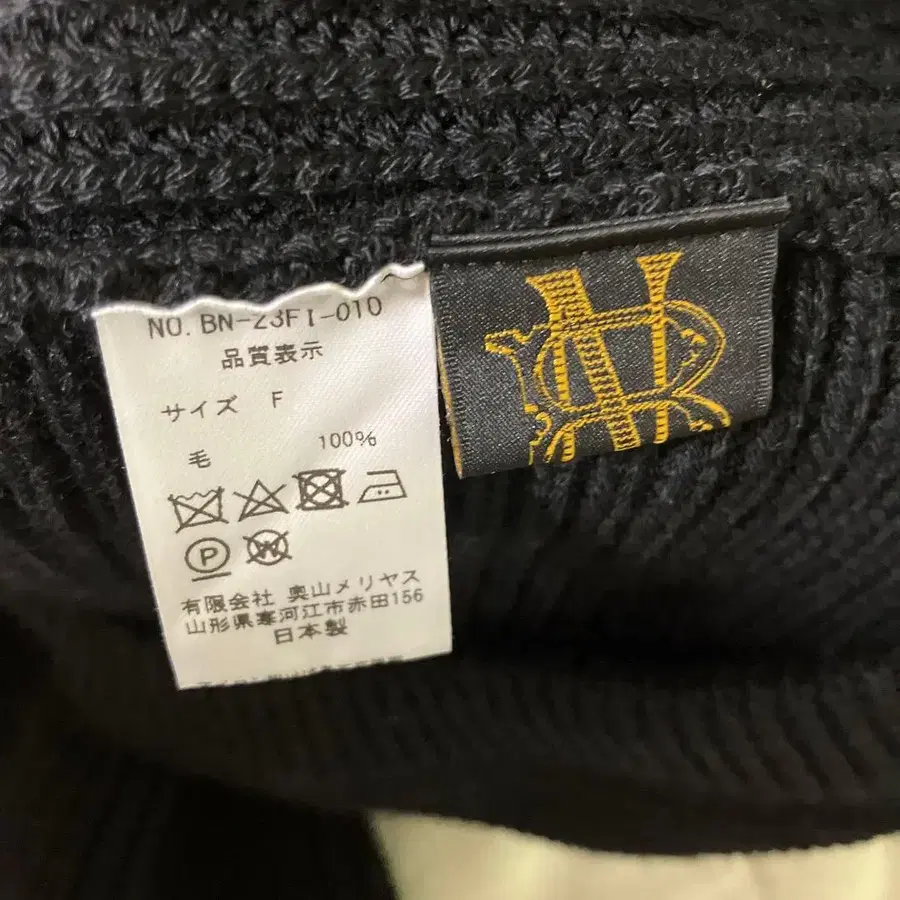 NO. BN-23FI-010
品質表示
サイズ F
毛 100%
P
W
有限会社 奥山メリヤス
山形県寒河江市赤田156
日本製